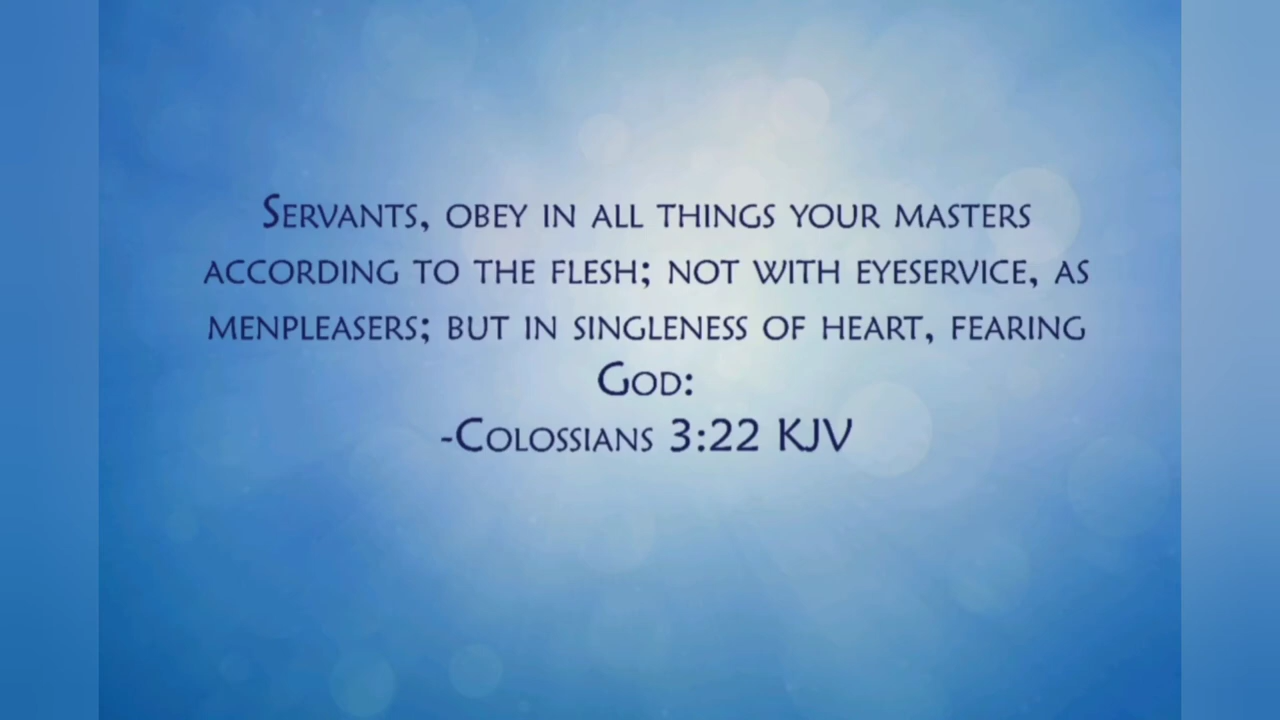 Servants, obey in all things your masters
according to the flesh; not with eyeservice, as
menpleasers; but in singleness of heart, fearing
God:
-Colossians 3:22 KJV